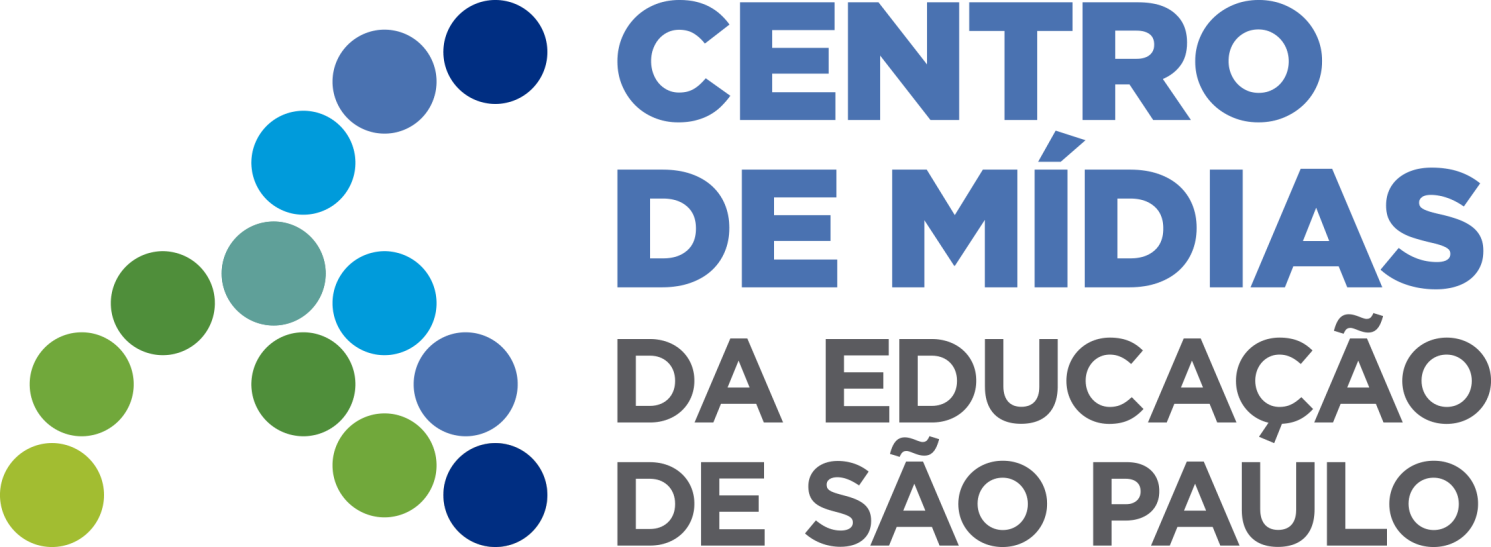 CENTRO
DE MÍDIAS
DA EDUCAÇÃO
DE SÃO PAULO